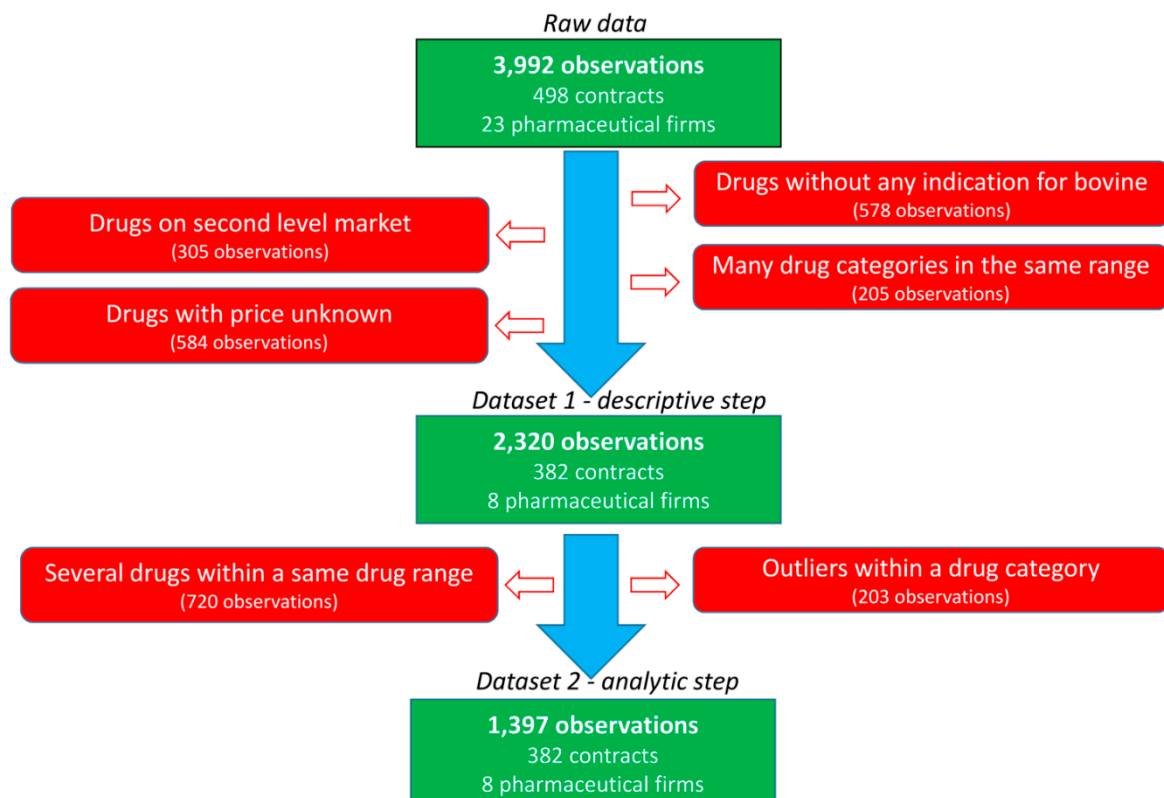 Raw data
3,992 observations
498 contracts
23 pharmaceutical firms
Drugs without any indication for bovine
(578 observations)
Drugs on second level market
(305 observations)
Many drug categories in the same range
(205 observations)
Drugs with price unknown
(584 observations)
Dataset 1 - descriptive step
2,320 observations
382 contracts
8 pharmaceutical firms
Several drugs within a same drug range
(720 observations)
Outliers within a drug category
(203 observations)
Dataset 2 - analytic step
1,397 observations
382 contracts
8 pharmaceutical firms